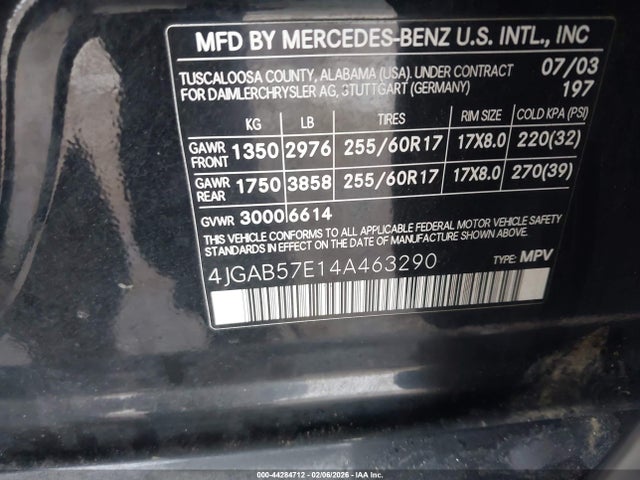 MFD BY MERCEDES-BENZ U.S. INTL., INC
TUSCALOOSA COUNTY, ALABAMA (USA). UNDER CONTRACT 07/03
FOR DAIMLERCHRYSLER AG, STUTTGART (GERMANY) 197
KG LB TIRES RIM SIZE COLD KPA (PSI)
GAWR FRONT 1350 2976 255/60R17 17X8.0 220(32)
GAWR REAR 1750 3858 255/60R17 17X8.0 270(39)
GVWR 3000 6614
THIS VEHICLE CONFORMS TO ALL APPLICABLE FEDERAL MOTOR VEHICLE SAFETY
STANDARDS IN EFFECT ON THE DATE OF MANUFACTURE SHOWN ABOVE.
4JGAB57E14A463290 TYPE: MPV
000-44284712 - 02/06/2026 - IAAI.COM